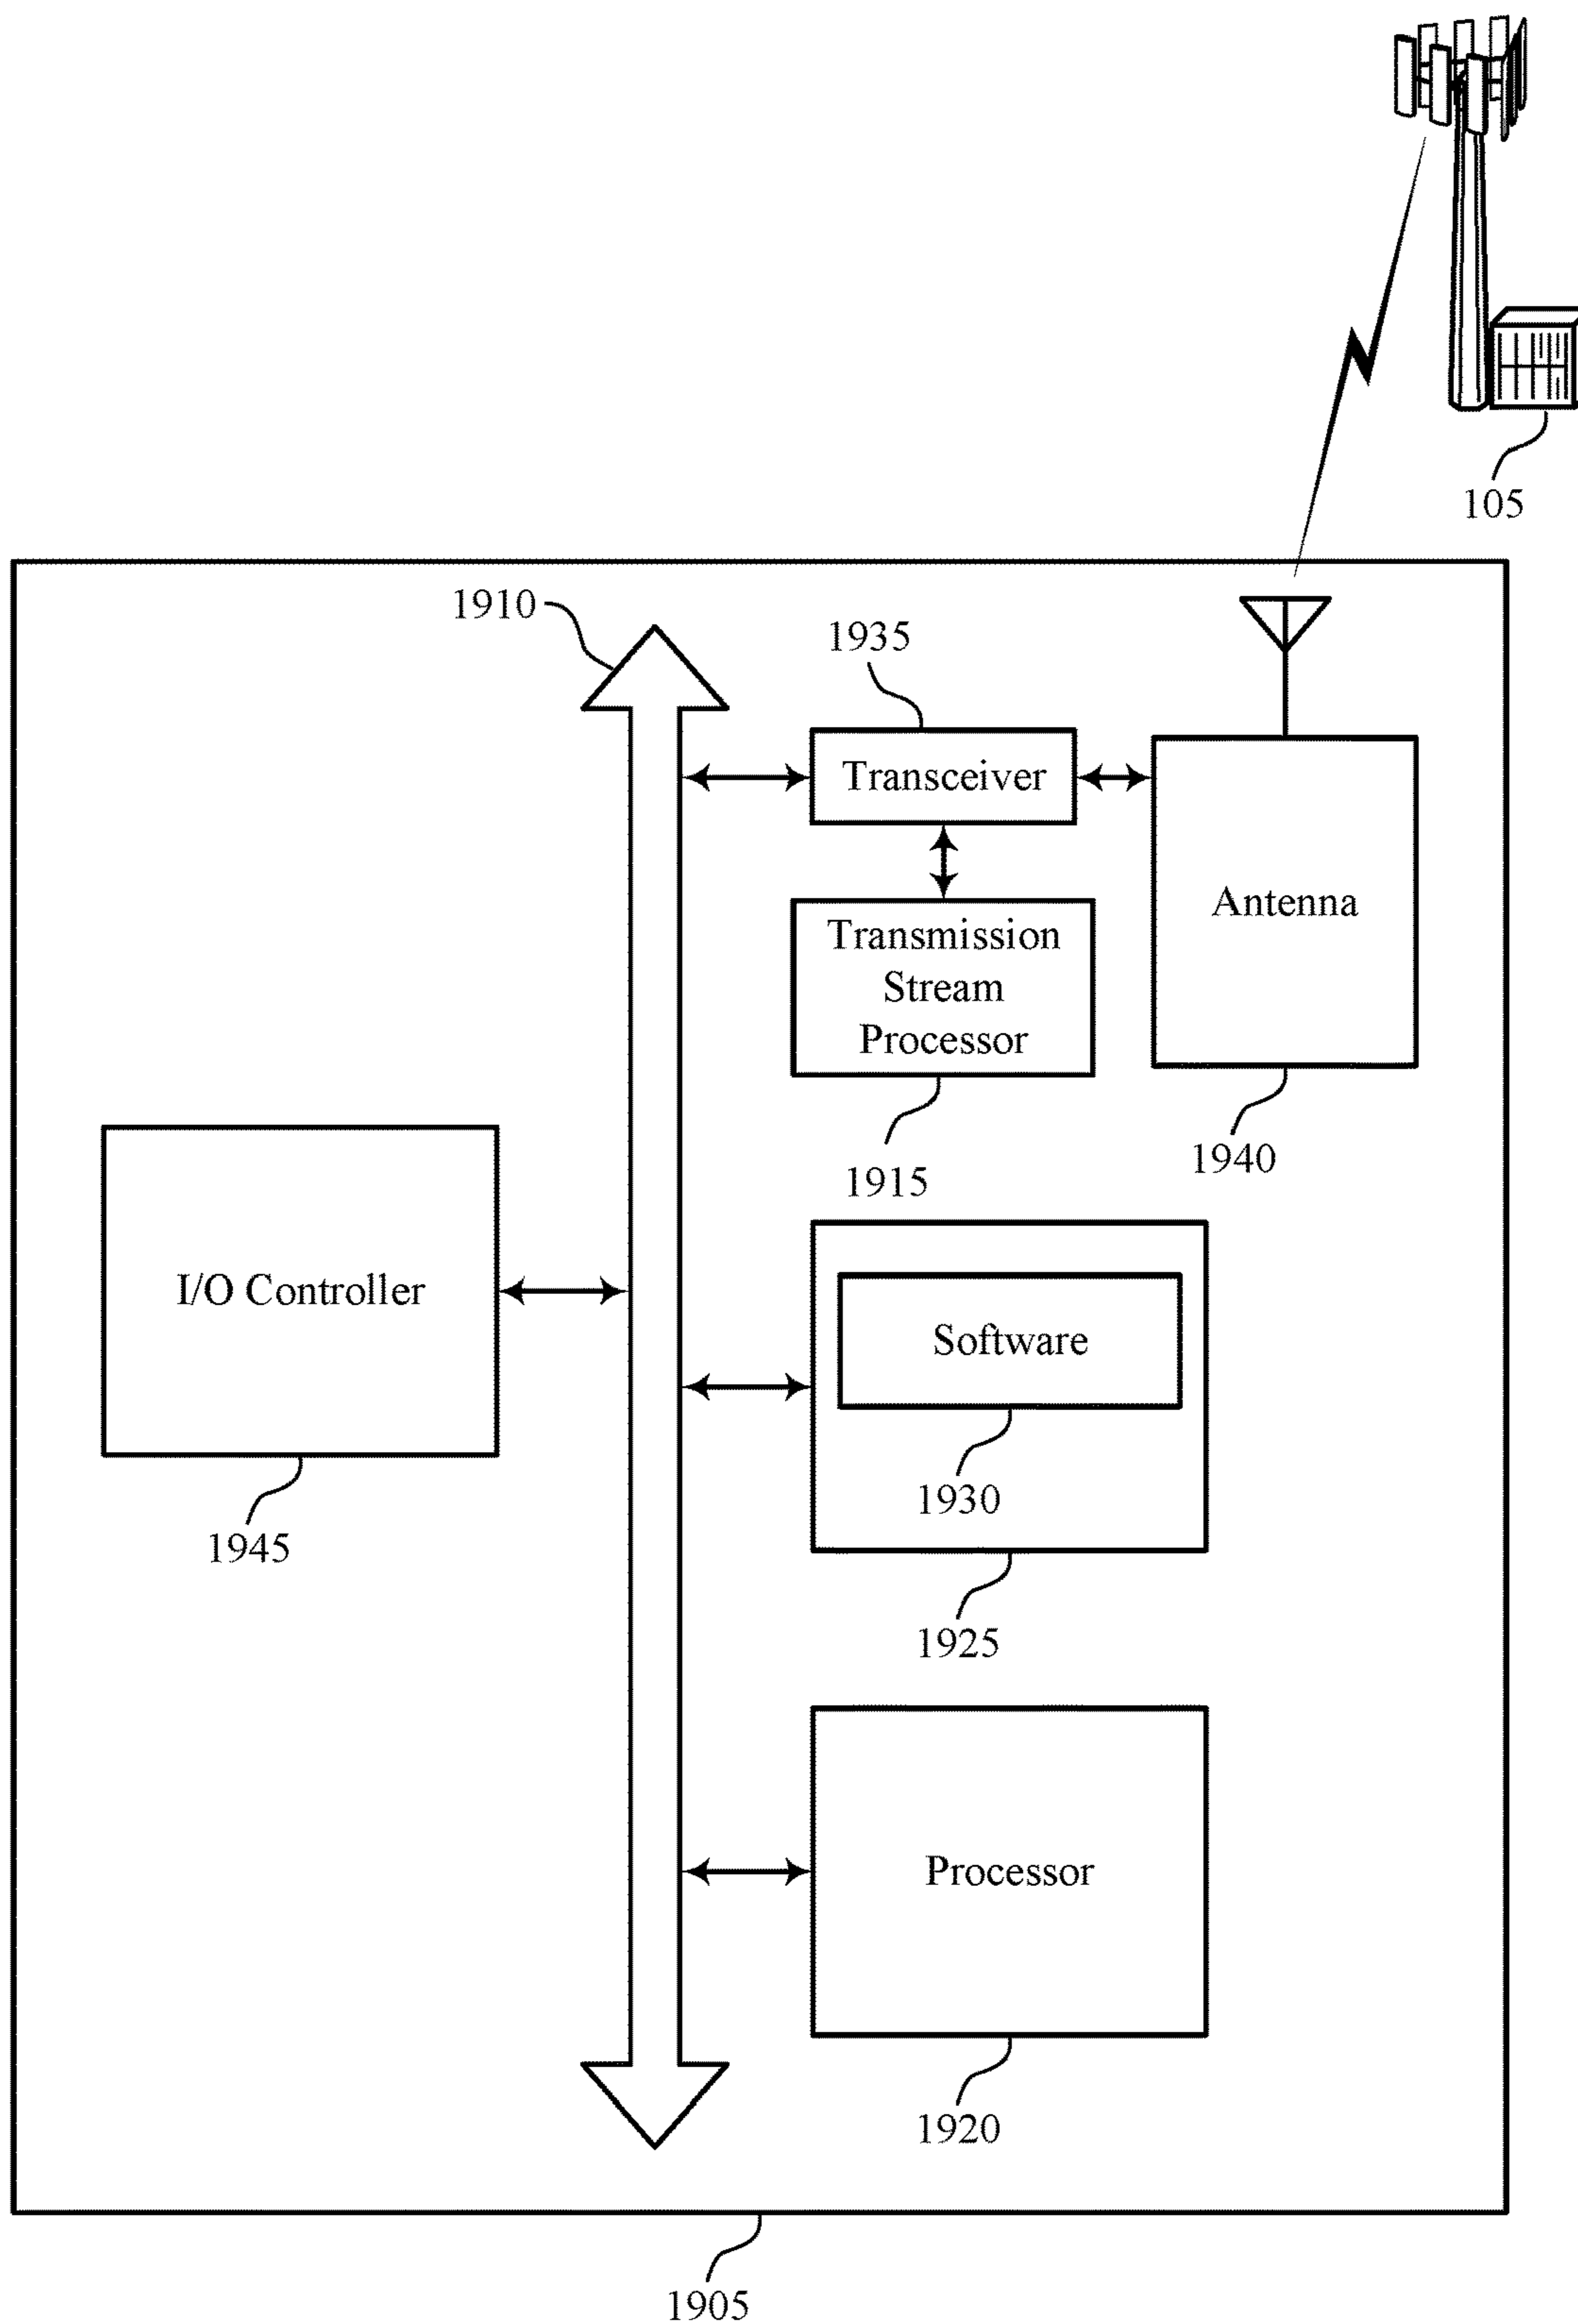 105
1910
1935
Transceiver
Antenna
Transmission
Stream
Processor
1915
1940
I/O Controller
Software
1930
1945
1925
Processor
1920
1905